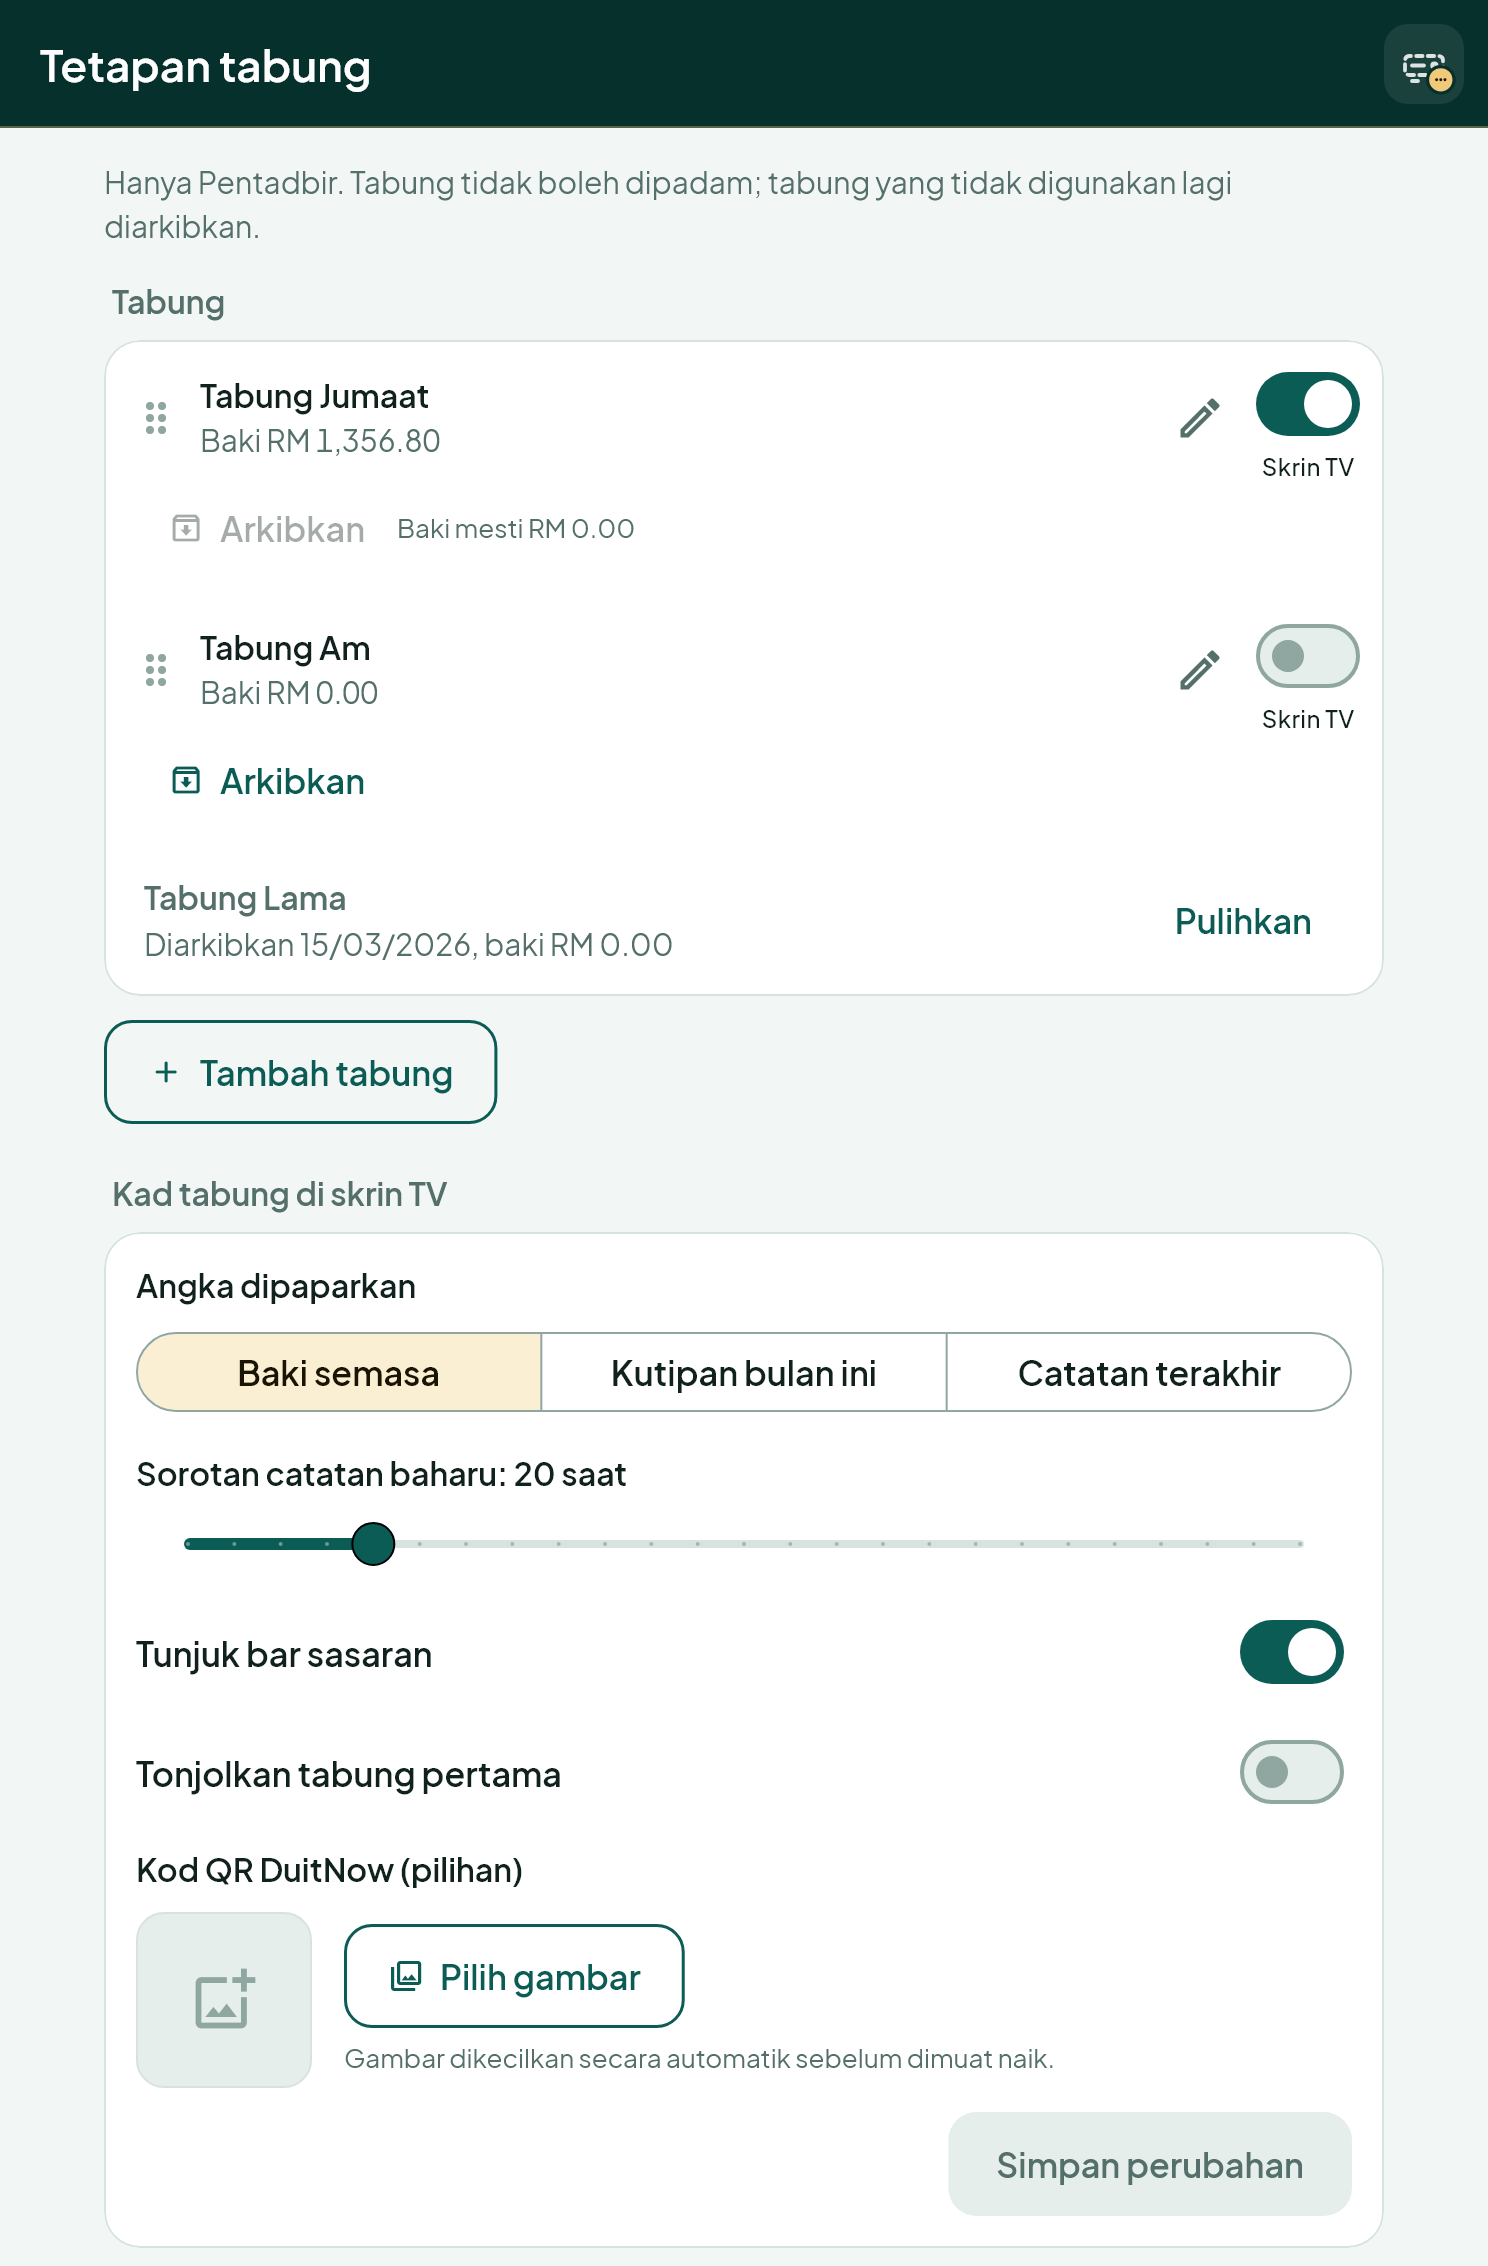 Tetapan tabung
Hanya Pentadbir. Tabung tidak boleh dipadam; tabung yang tidak digunakan lagi
diarkibkan.
Tabung
Tabung Jumaat
Baki RM 1,356.80
Skrin TV
Arkibkan Baki mesti RM 0.00
Tabung Am
Baki RM 0.00
Skrin TV
Arkibkan
Tabung Lama
Diarkibkan 15/03/2026, baki RM 0.00
Pulihkan
Tambah tabung
Kad tabung di skrin TV
Angka dipaparkan
Baki semasa Kutipan bulan ini Catatan terakhir
Sorotan catatan baharu: 20 saat
Tunjuk bar sasaran
Tonjolkan tabung pertama
Kod QR DuitNow (pilihan)
Pilih gambar
Gambar dikecilkan secara automatik sebelum dimuat naik.
Simpan perubahan